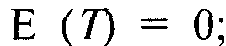 E (T) = 0;